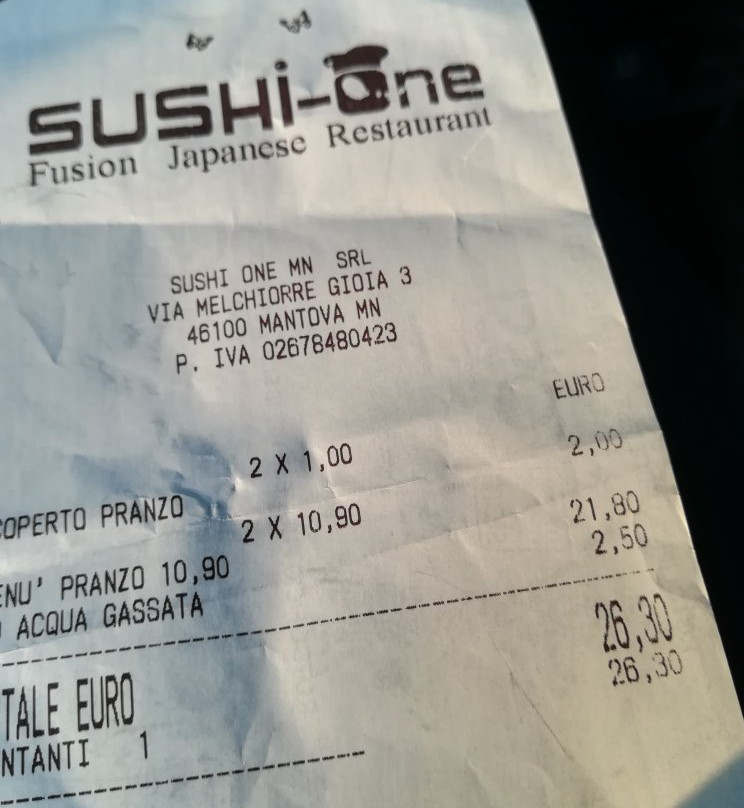 SUSHi-One
Fusion Japanese Restaurant
SUSHI ONE MN SRL
VIA MELCHIORRE GIOIA 3
46100 MANTOVA MN
P. IVA 02678480423
EURO
2 X 1,00
OPERTO PRANZO 2,00
2 X 10,90
ENU' PRANZO 10,90 21,80
ACQUA GASSATA 2,50
TALE EURO 26,30
NTANTI 1 26,30